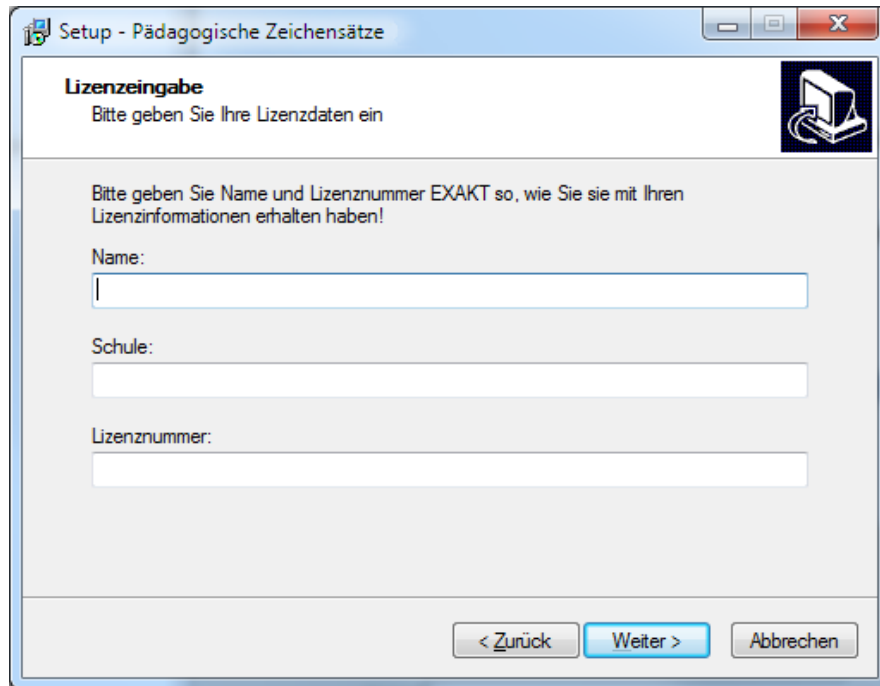 Setup - Pädagogische Zeichensätze
Lizenzeingabe
Bitte geben Sie Ihre Lizenzdaten ein
Bitte geben Sie Name und Lizenznummer EXAKT so, wie Sie sie mit Ihren
Lizenzinformationen erhalten haben!
Name:
Schule:
Lizenznummer:
< Zurück Weiter > Abbrechen